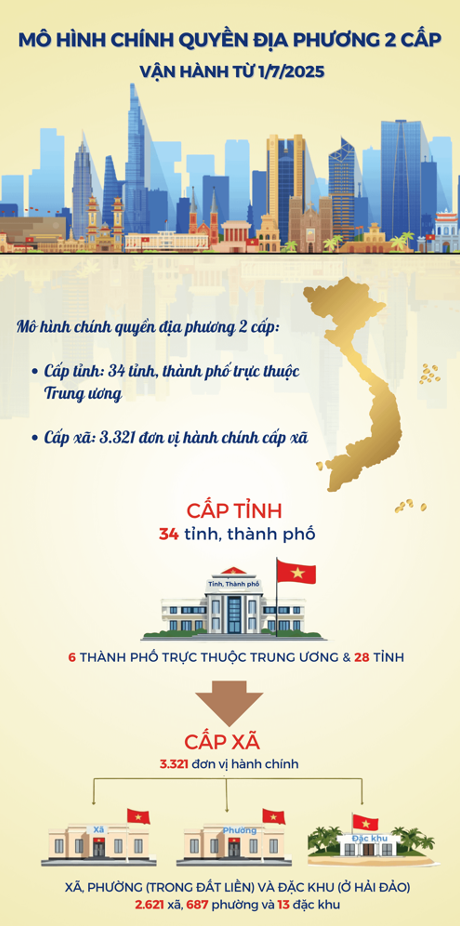 MÔ HÌNH CHÍNH QUYỀN ĐỊA PHƯƠNG 2 CẤP
VẬN HÀNH TỪ 1/7/2025
Mô hình chính quyền địa phương 2 cấp:
• Cấp tỉnh: 34 tỉnh, thành phố trực thuộc
Trung ương
• Cấp xã: 3.321 đơn vị hành chính cấp xã
CẤP TỈNH
34 tỉnh, thành phố
Tỉnh, Thành phố
6 THÀNH PHỐ TRỰC THUỘC TRUNG ƯƠNG & 28 TỈNH
CẤP XÃ
3.321 đơn vị hành chính
Xã
Phường
Đặc khu
XÃ, PHƯỜNG (TRONG ĐẤT LIỀN) VÀ ĐẶC KHU (Ở HẢI ĐẢO)
2.621 xã, 687 phường và 13 đặc khu